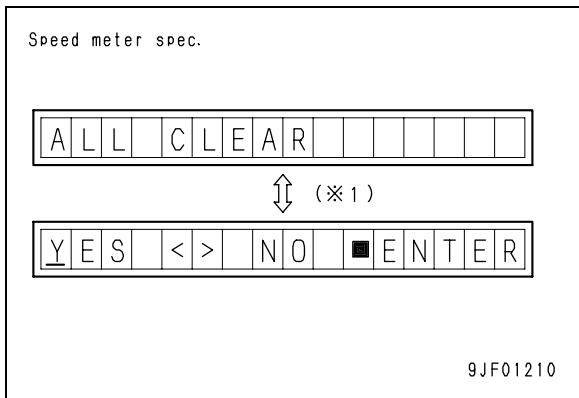 Speed meter spec.
ALL CLEAR
(※1)
YES <> NO ■ENTER
9JF01210